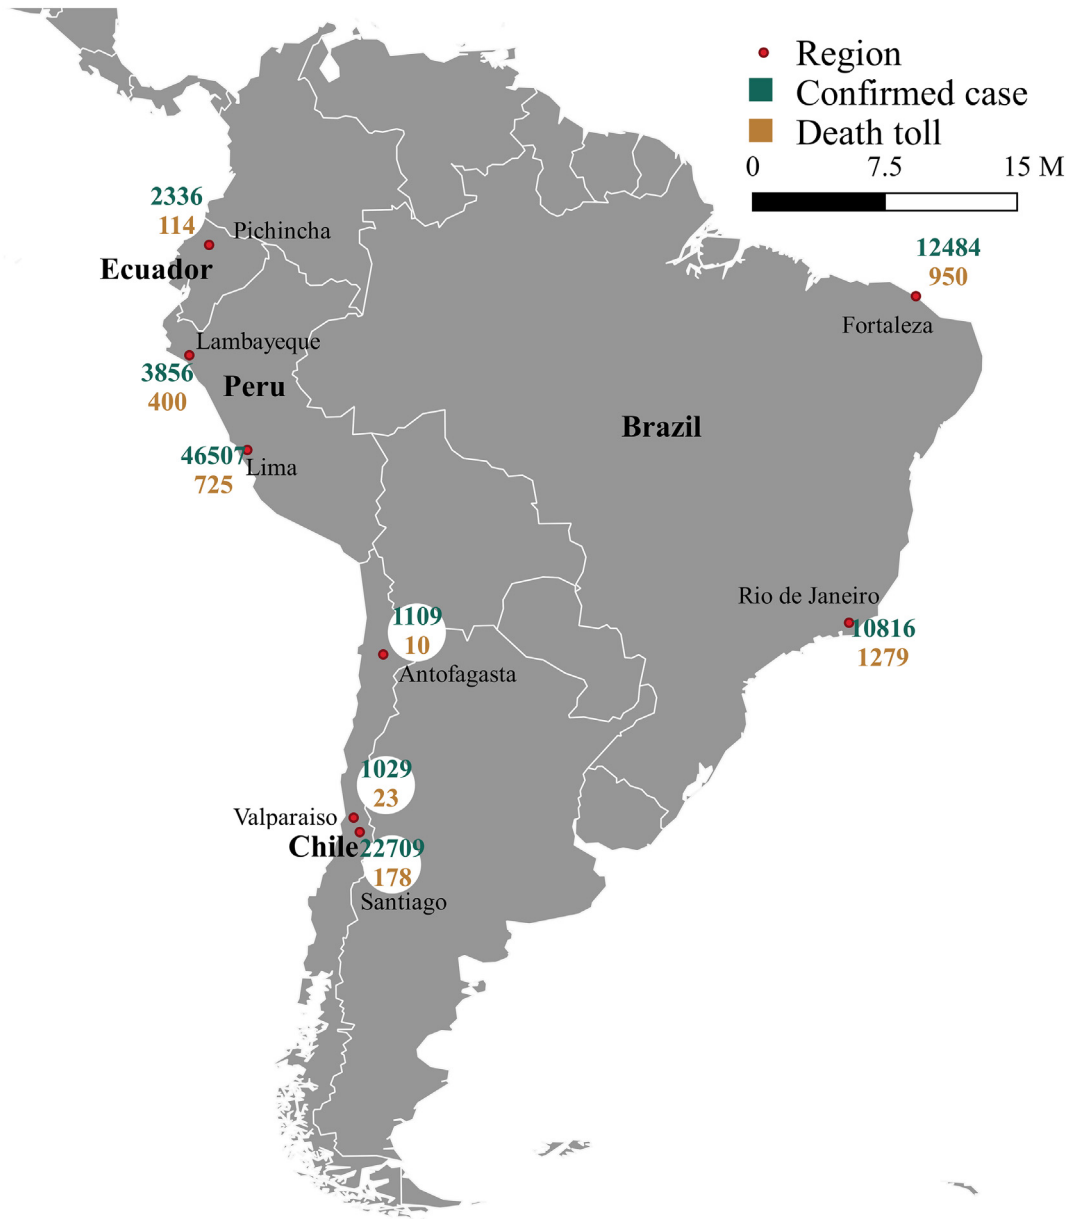 Region
Confirmed case
Death toll
0 7.5 15 M
2336
114
Pichincha
Ecuador
12484
950
Fortaleza
Lambayeque
3856
400
Peru
Brazil
46507
725
Lima
Rio de Janeiro
10816
1279
1109
10
Antofagasta
1029
23
Valparaiso
Chile
22709
178
Santiago